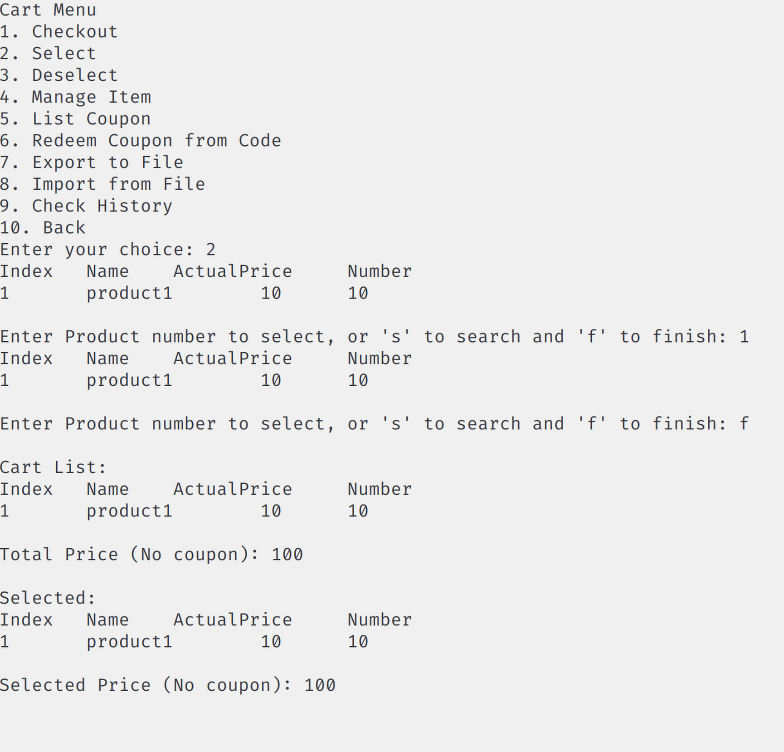 Cart Menu
1. Checkout
2. Select
3. Deselect
4. Manage Item
5. List Coupon
6. Redeem Coupon from Code
7. Export to File
8. Import from File
9. Check History
10. Back
Enter your choice: 2
Index   Name    ActualPrice     Number
1       product1        10      10
Enter Product number to select, or 's' to search and 'f' to finish: 1
Index   Name    ActualPrice     Number
1       product1        10      10
Enter Product number to select, or 's' to search and 'f' to finish: f
Cart List:
Index   Name    ActualPrice     Number
1       product1        10      10
Total Price (No coupon): 100
Selected:
Index   Name    ActualPrice     Number
1       product1        10      10
Selected Price (No coupon): 100